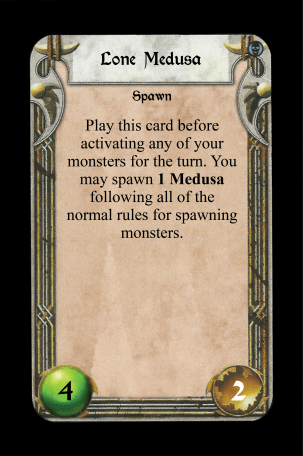 Lone Medusa
Spawn
Play this card before
activating any of your
monsters for the turn. You
may spawn 1 Medusa
following all of the
normal rules for spawning
monsters.
4
2